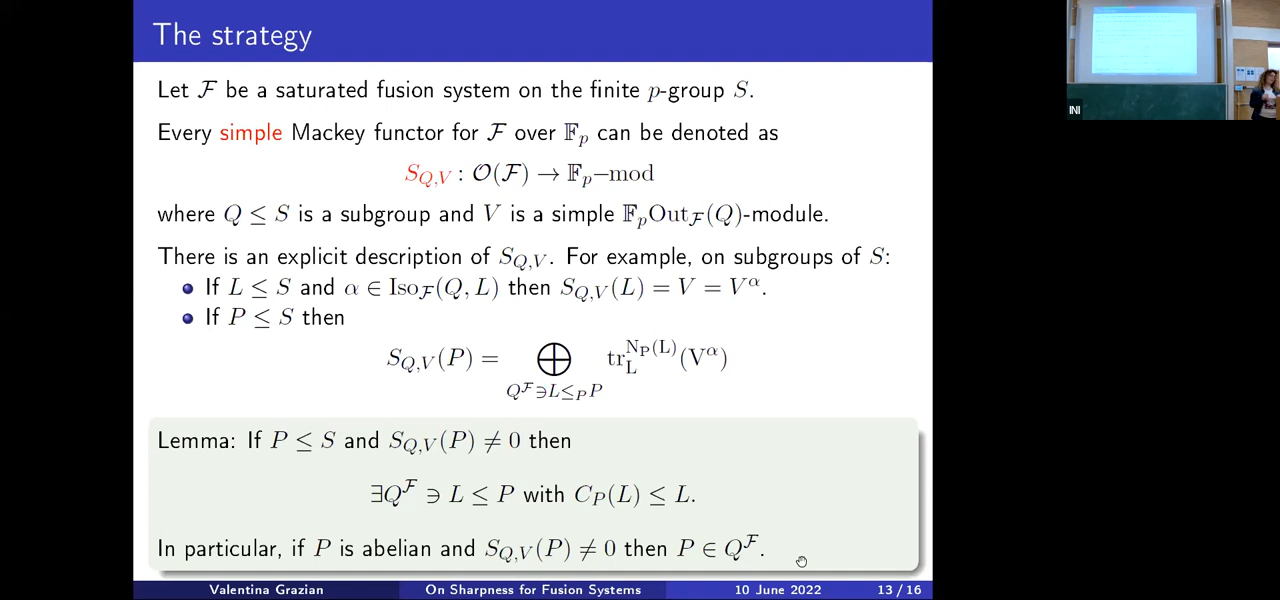 The strategy
Let 𝓕 be a saturated fusion system on the finite p-group S.
Every simple Mackey functor for 𝓕 over 𝔽ₚ can be denoted as
S_{Q,V} : 𝒪(𝓕) → 𝔽ₚ−mod
where Q ≤ S is a subgroup and V is a simple 𝔽ₚOut_𝓕(Q)-module.
There is an explicit description of S_{Q,V}. For example, on subgroups of S:
• If L ≤ S and α ∈ Iso_𝓕(Q, L) then S_{Q,V}(L) = V = V^α.
• If P ≤ S then
S_{Q,V}(P) = ⊕_{Q^𝓕∋L≤_P P} tr_L^{N_P(L)}(V^α)
Lemma: If P ≤ S and S_{Q,V}(P) ≠ 0 then
∃Q^𝓕 ∋ L ≤ P with C_P(L) ≤ L.
In particular, if P is abelian and S_{Q,V}(P) ≠ 0 then P ∈ Q^𝓕.
Valentina Grazian On Sharpness for Fusion Systems 10 June 2022 13 / 16
INI